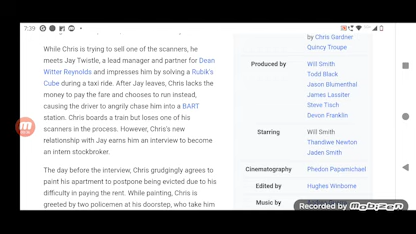 7:39
While Chris is trying to sell one of the scanners, he
meets Jay Twistle, a lead manager and partner for Dean
Witter Reynolds and impresses him by solving a Rubik's
Cube during a taxi ride. After Jay leaves, Chris lacks the
money to pay the fare and chooses to run instead,
causing the driver to angrily chase him into a BART
station. Chris boards a train but loses one of his
scanners in the process. However, Chris's new
relationship with Jay earns him an interview to become
an intern stockbroker.
The day before the interview, Chris grudgingly agrees to
paint his apartment to postpone being evicted due to his
difficulty in paying the rent. While painting, Chris is
greeted by two policemen at his doorstep, who take him
by Chris Gardner
Quincy Troupe
Produced by
Will Smith
Todd Black
Jason Blumenthal
James Lassiter
Steve Tisch
Devon Franklin
Starring
Will Smith
Thandiwe Newton
Jaden Smith
Cinematography
Phedon Papamichael
Edited by
Hughes Winborne
Music by
Recorded by Mobizen